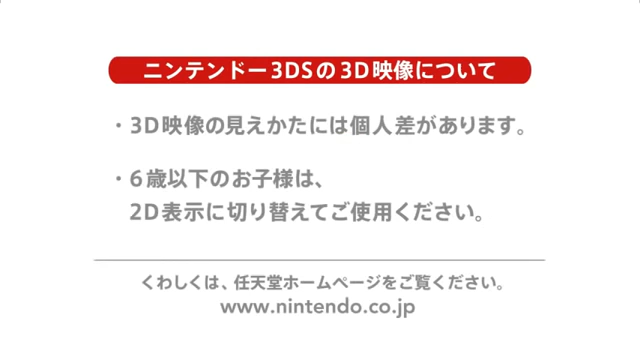 ニンテンドー3DSの3D映像について
・3D映像の見えかたには個人差があります。
・6歳以下のお子様は、
2D表示に切り替えてご使用ください。
くわしくは、任天堂ホームページをご覧ください。
www.nintendo.co.jp